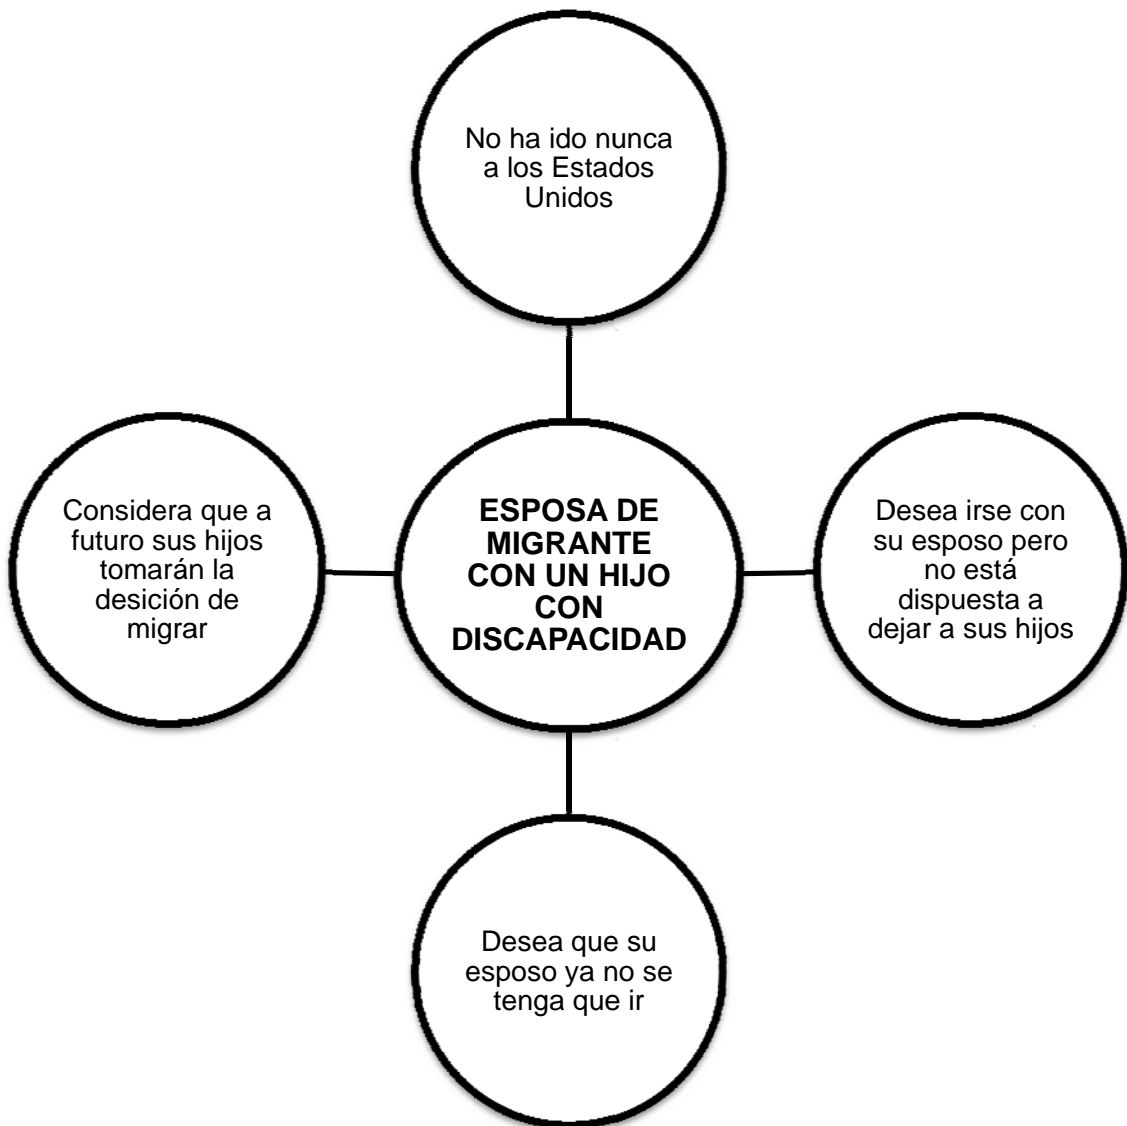 No ha ido nunca
a los Estados
Unidos
Considera que a
futuro sus hijos
tomarán la
desición de
migrar
ESPOSA DE
MIGRANTE
CON UN HIJO
CON
DISCAPACIDAD
Desea irse con
su esposo pero
no está
dispuesta a
dejar a sus hijos
Desea que su
esposo ya no se
tenga que ir